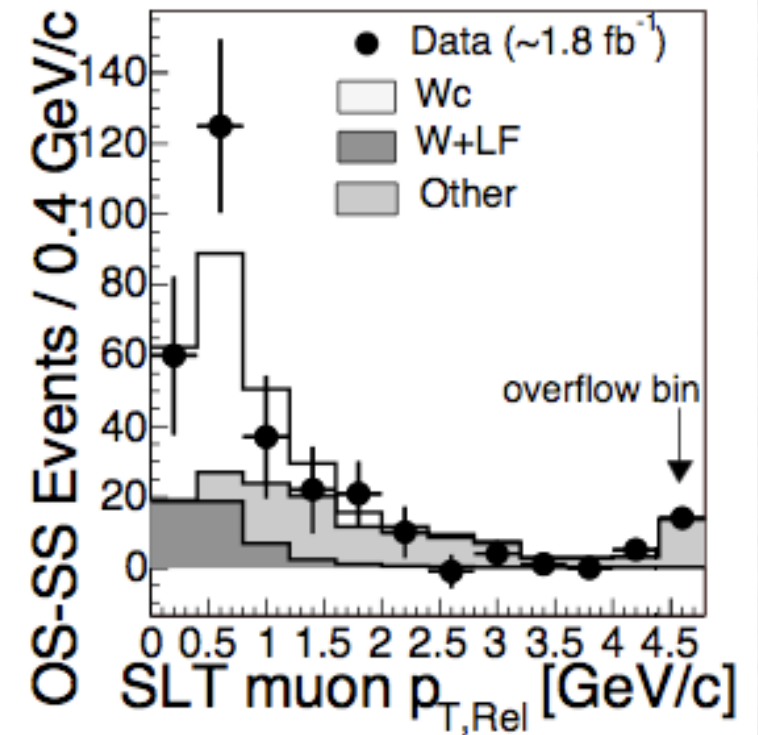 OS-SS Events / 0.4 GeV/c
Data (~1.8 fb⁻¹)
Wc
W+LF
Other
overflow bin
140
120
100
80
60
40
20
0
0 0.5 1 1.5 2 2.5 3 3.5 4 4.5
SLT muon p_T,Rel [GeV/c]